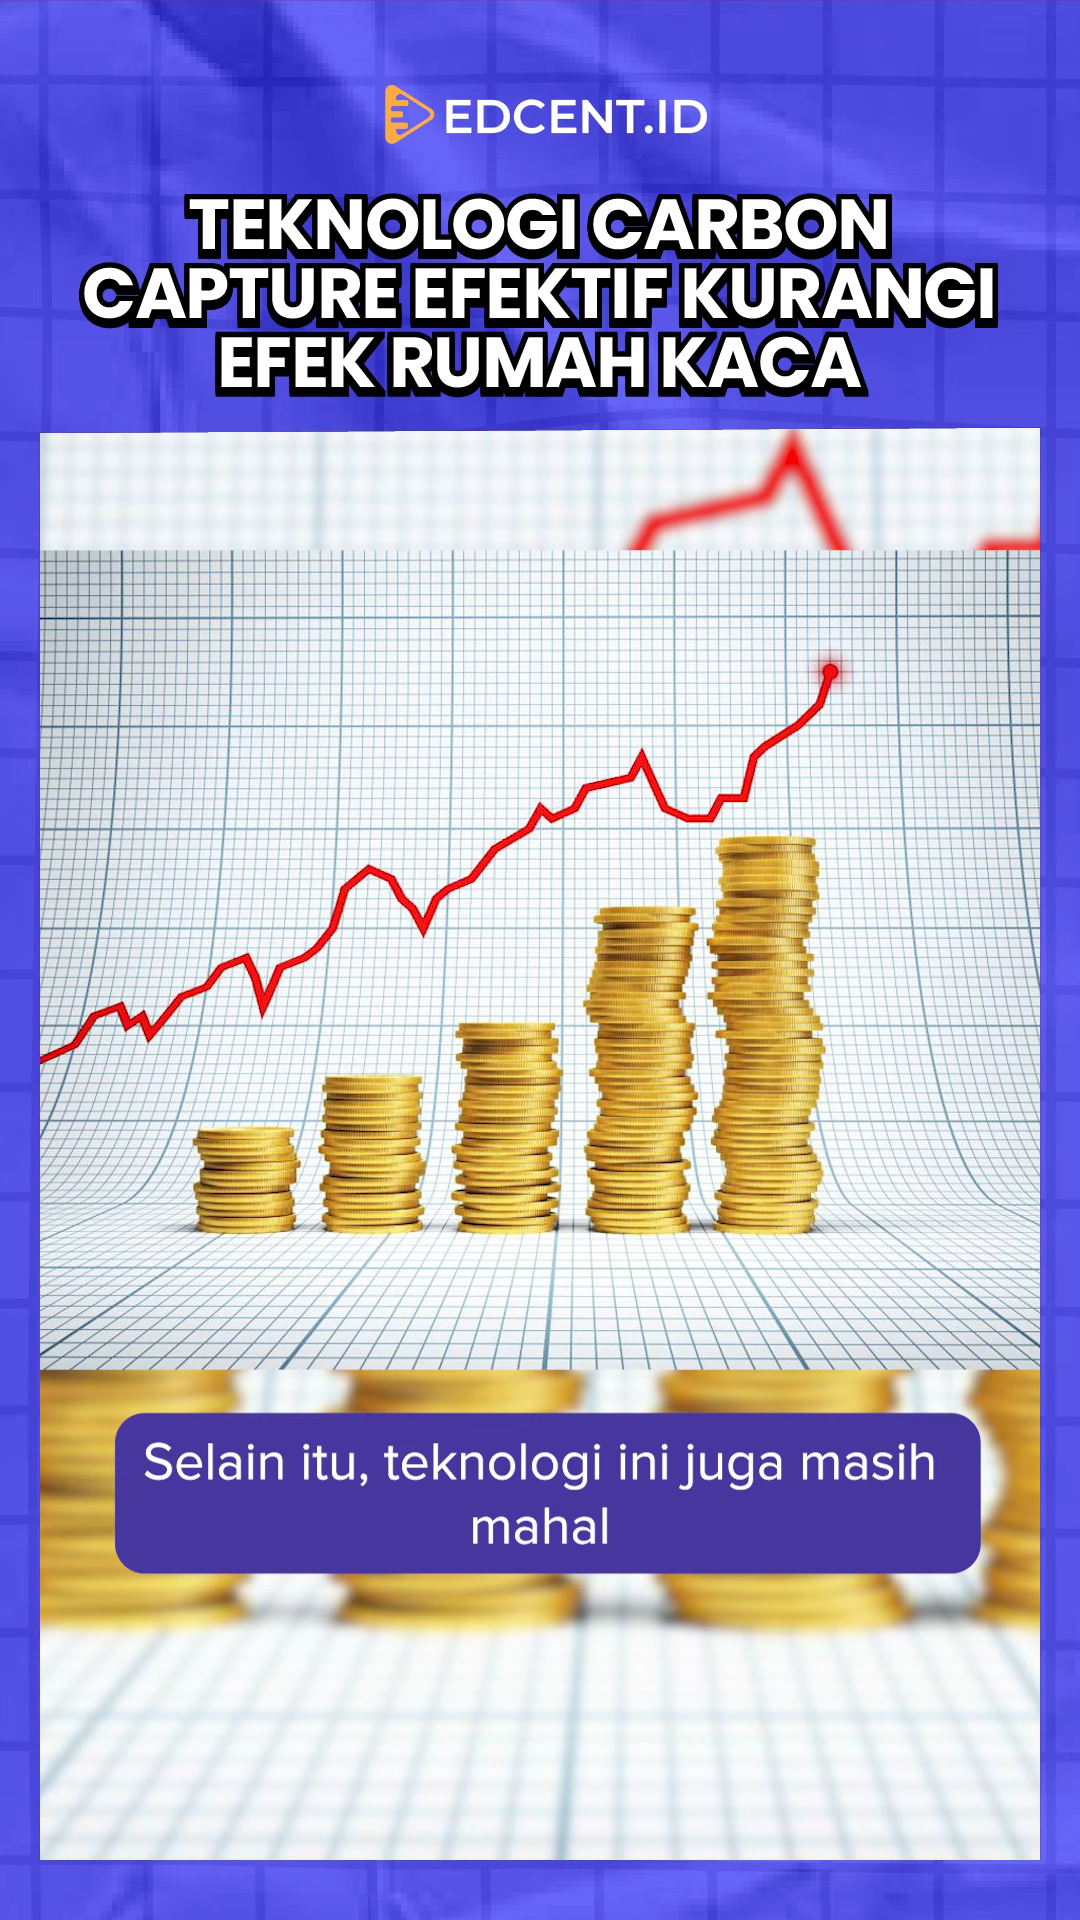 EDCENT.ID
TEKNOLOGI CARBON
CAPTURE EFEKTIF KURANGI
EFEK RUMAH KACA
Selain itu, teknologi ini juga masih
mahal